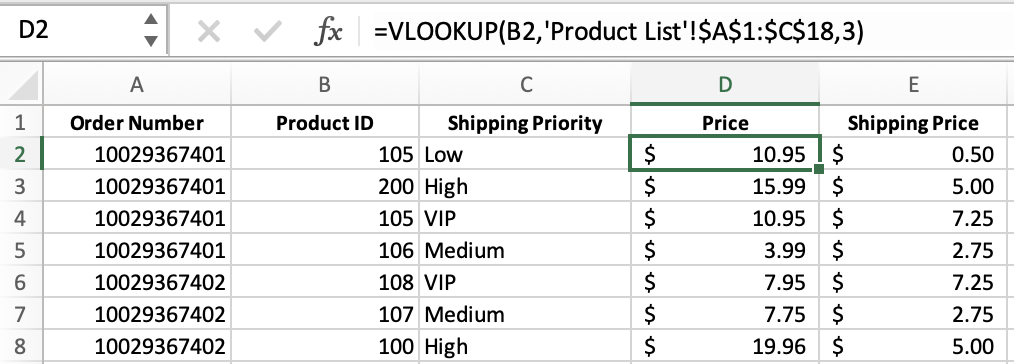 D2 fx =VLOOKUP(B2,'Product List'!$A$1:$C$18,3)
A B C D E
1 Order Number Product ID Shipping Priority Price Shipping Price
2 10029367401 105 Low $ 10.95 $ 0.50
3 10029367401 200 High $ 15.99 $ 5.00
4 10029367401 105 VIP $ 10.95 $ 7.25
5 10029367401 106 Medium $ 3.99 $ 2.75
6 10029367402 108 VIP $ 7.95 $ 7.25
7 10029367402 107 Medium $ 7.75 $ 2.75
8 10029367402 100 High $ 19.96 $ 5.00